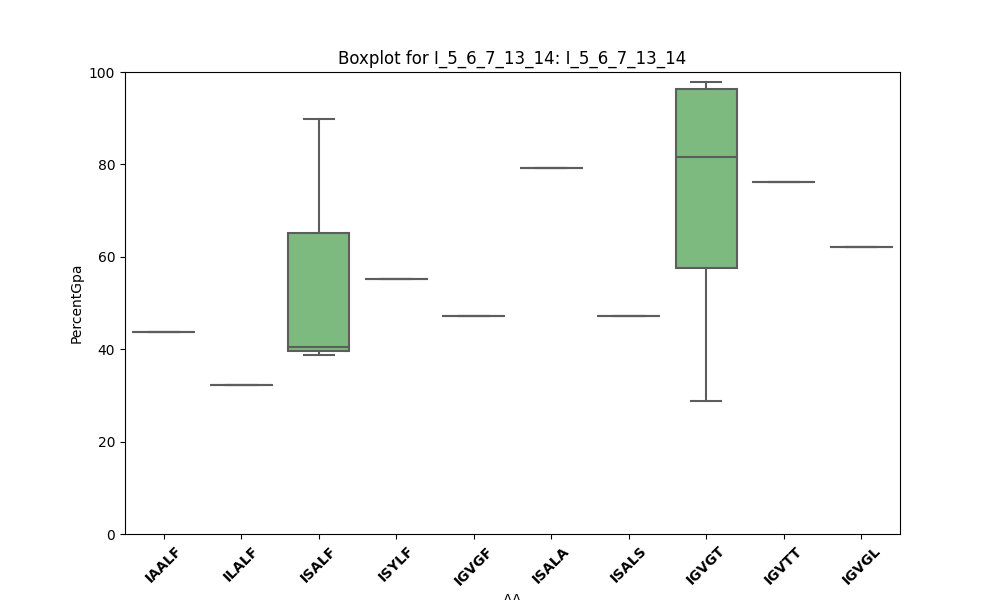 Boxplot for I_5_6_7_13_14: I_5_6_7_13_14
100
80
60
40
20
0
PercentGpa
IAALF
ILALF
ISALF
ISYLF
IGVGF
ISALA
ISALS
IGVGT
IGVTT
IGVGL